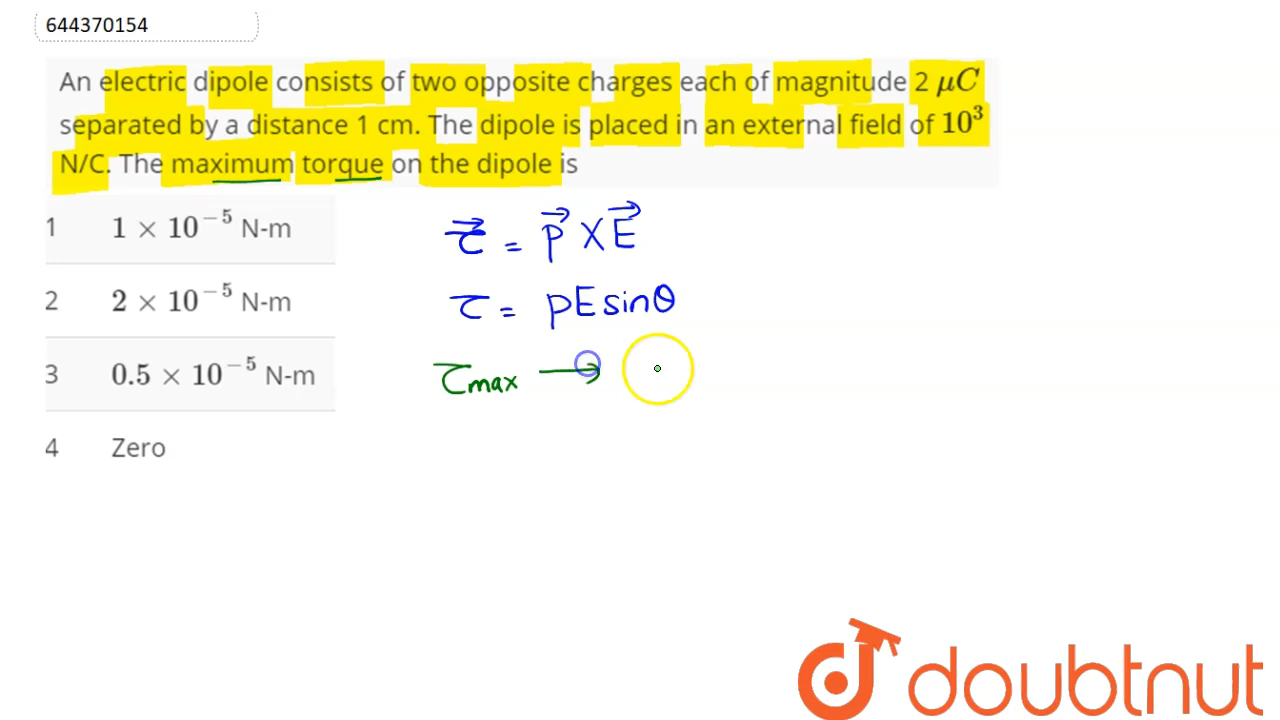 644370154
An electric dipole consists of two opposite charges each of magnitude 2 μC
separated by a distance 1 cm. The dipole is placed in an external field of 10³
N/C. The maximum torque on the dipole is
1 1 × 10⁻⁵ N-m
2 2 × 10⁻⁵ N-m
3 0.5 × 10⁻⁵ N-m
4 Zero
τ⃗ = p⃗ X E⃗
τ = pE sinθ
τmax →
doubtnut